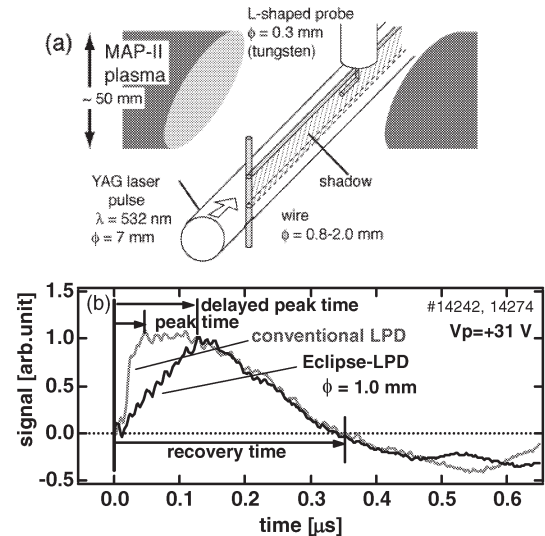 (a)
MAP-II
plasma
~ 50 mm
L-shaped probe
ϕ = 0.3 mm
(tungsten)
YAG laser
pulse
λ = 532 nm
ϕ = 7 mm
shadow
wire
ϕ = 0.8-2.0 mm
(b)
delayed peak time
peak time
#14242, 14274
Vp=+31 V
conventional LPD
Eclipse-LPD
ϕ = 1.0 mm
recovery time
signal [arb.unit]
1.5
1.0
0.5
0.0
-0.5
0.0 0.1 0.2 0.3 0.4 0.5 0.6
time [μs]